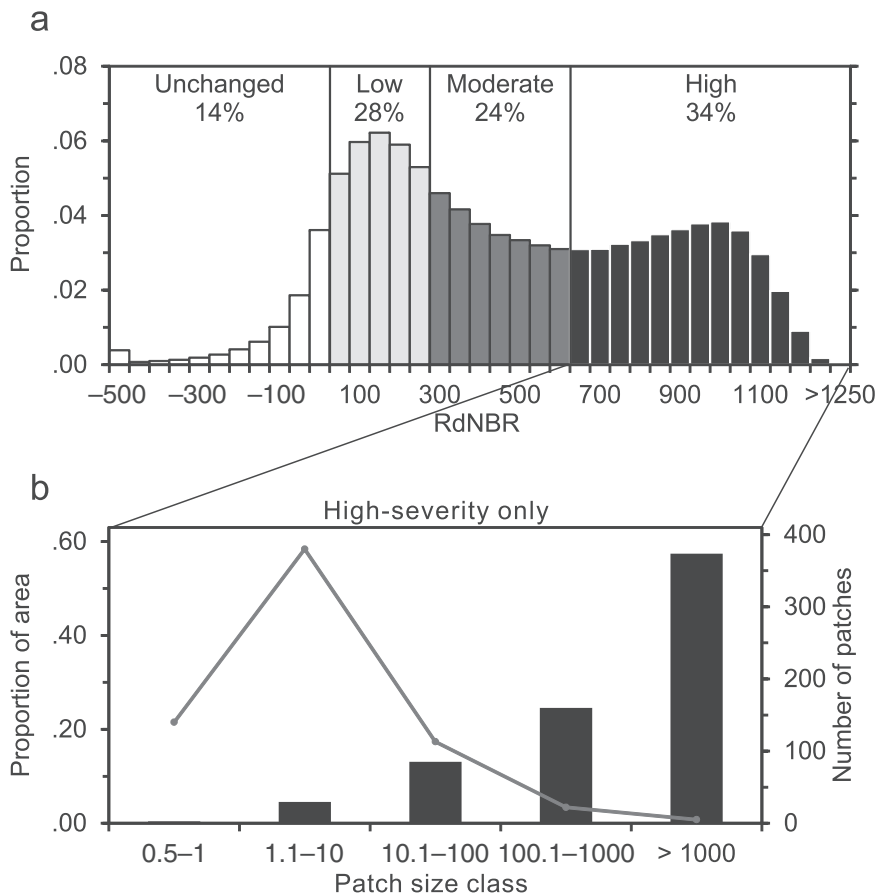 a
.08
Unchanged Low Moderate High
14% 28% 24% 34%
.06
Proportion
.04
.02
.00
–500 –300 –100 100 300 500 700 900 1100 >1250
RdNBR
b
High-severity only
.60 400
Proportion of area
.40 300
Number of patches
200
.20 100
.00 0
0.5–1 1.1–10 10.1–100 100.1–1000 > 1000
Patch size class